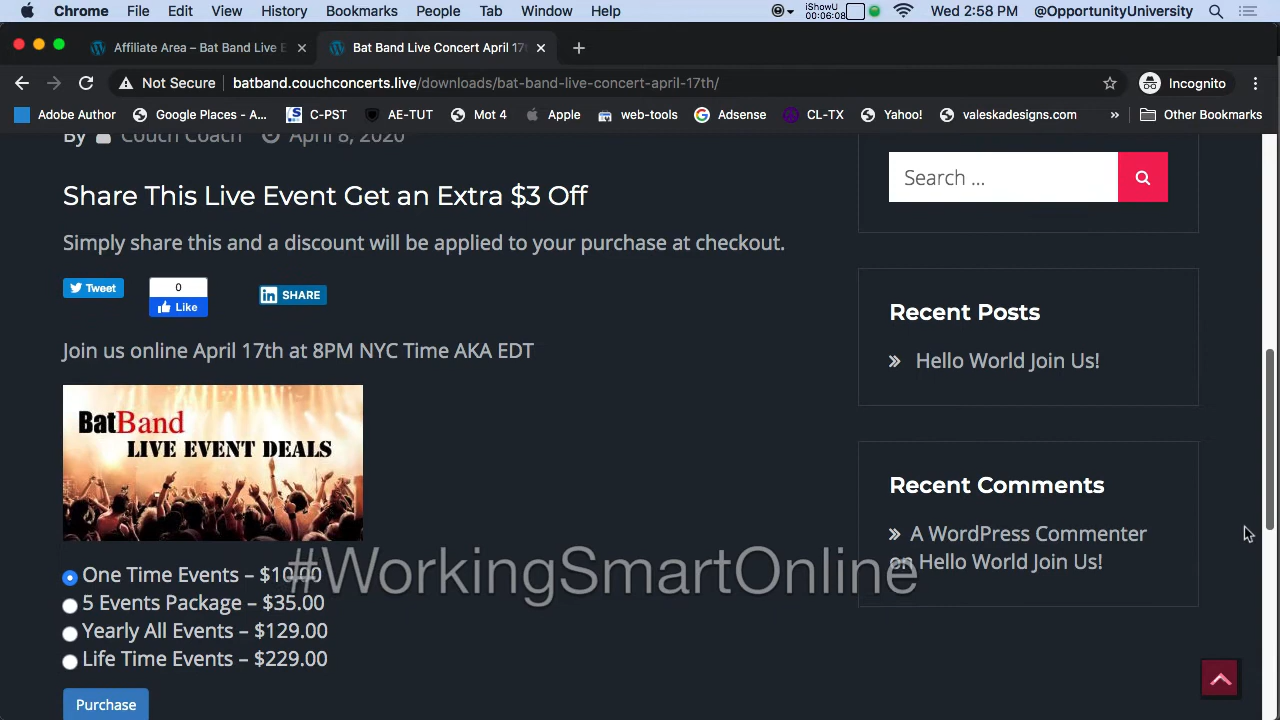 Chrome File Edit View History Bookmarks People Tab Window Help iShowU 00:06:08 Wed 2:58 PM @OpportunityUniversity
Affiliate Area – Bat Band Live E
Bat Band Live Concert April 17
Not Secure batband.couchconcerts.live/downloads/bat-band-live-concert-april-17th/ Incognito
Adobe Author Google Places - A... C-PST AE-TUT Mot 4 Apple web-tools Adsense CL-TX Yahoo! valeskadesigns.com » Other Bookmarks
By Couch Coach April 8, 2020
Share This Live Event Get an Extra $3 Off
Simply share this and a discount will be applied to your purchase at checkout.
Tweet
0
Like
SHARE
Join us online April 17th at 8PM NYC Time AKA EDT
BatBand
LIVE EVENT DEALS
One Time Events – $10.00
5 Events Package – $35.00
Yearly All Events – $129.00
Life Time Events – $229.00
Purchase
#WorkingSmartOnline
Search ...
Recent Posts
» Hello World Join Us!
Recent Comments
» A WordPress Commenter
on Hello World Join Us!